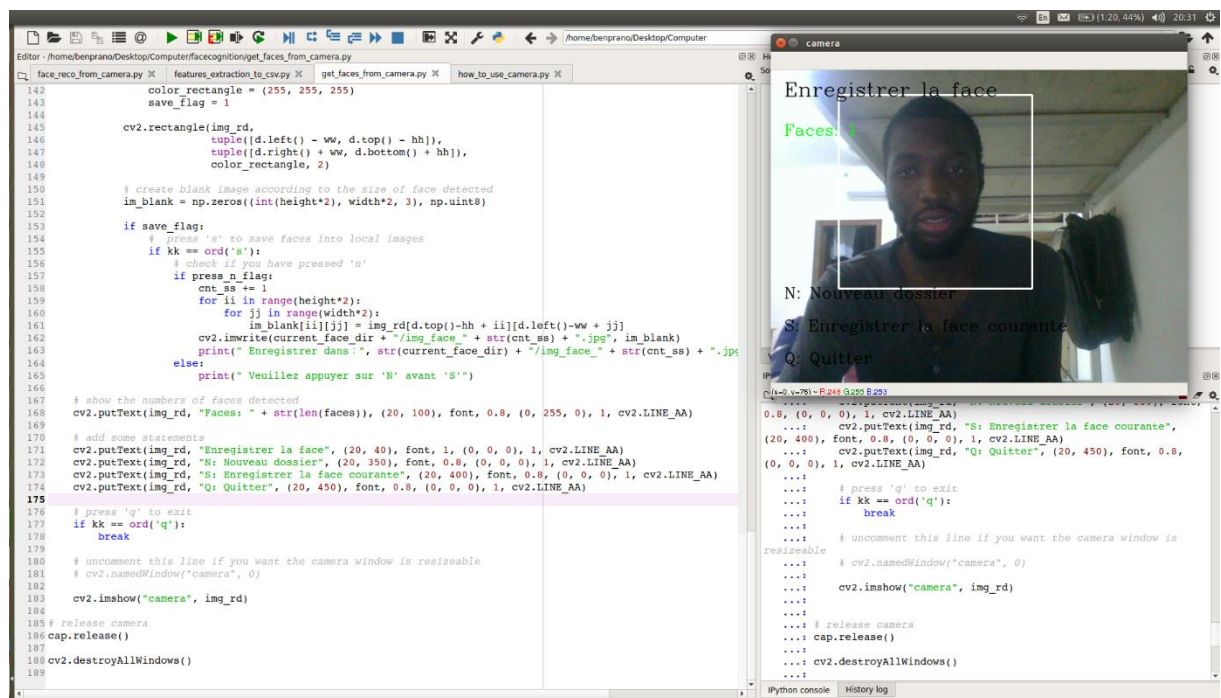 En (1:20, 44%) 20:31
/home/benprano/Desktop/Computer
Editor - /home/benprano/Desktop/Computer/facecognition/get_faces_from_camera.py
face_reco_from_camera.py features_extraction_to_csv.py get_faces_from_camera.py how_to_use_camera.py
142 color_rectangle = (255, 255, 255)
143 save_flag = 1
144
145 cv2.rectangle(img_rd,
146 tuple([d.left() - ww, d.top() - hh]),
147 tuple([d.right() + ww, d.bottom() + hh]),
148 color_rectangle, 2)
149
150 # create blank image according to the size of face detected
151 im_blank = np.zeros((int(height*2), width*2, 3), np.uint8)
152
153 if save_flag:
154 # press 's' to save faces into local images
155 if kk == ord('s'):
156 # check if you have pressed 'n'
157 if press_n_flag:
158 cnt_ss += 1
159 for ii in range(height*2):
160 for jj in range(width*2):
161 im_blank[ii][jj] = img_rd[d.top()-hh + ii][d.left()-ww + jj]
162 cv2.imwrite(current_face_dir + "/img_face_" + str(cnt_ss) + ".jpg", im_blank)
163 print(" Enregistrer dans :", str(current_face_dir) + "/img_face_" + str(cnt_ss) + ".jpg
164 else:
165 print(" Veuillez appuyer sur 'N' avant 'S'")
166
167 # show the numbers of faces detected
168 cv2.putText(img_rd, "Faces: " + str(len(faces)), (20, 100), font, 0.8, (0, 255, 0), 1, cv2.LINE_AA)
169
170 # add some statements
171 cv2.putText(img_rd, "Enregistrer la face", (20, 40), font, 1, (0, 0, 0), 1, cv2.LINE_AA)
172 cv2.putText(img_rd, "N: Nouveau dossier", (20, 350), font, 0.8, (0, 0, 0), 1, cv2.LINE_AA)
173 cv2.putText(img_rd, "S: Enregistrer la face courante", (20, 400), font, 0.8, (0, 0, 0), 1, cv2.LINE_AA)
174 cv2.putText(img_rd, "Q: Quitter", (20, 450), font, 0.8, (0, 0, 0), 1, cv2.LINE_AA)
175
176 # press 'q' to exit
177 if kk == ord('q'):
178 break
179
180 # uncomment this line if you want the camera window is resizeable
181 # cv2.namedWindow("camera", 0)
182
183 cv2.imshow("camera", img_rd)
184
185 # release camera
186 cap.release()
187
188 cv2.destroyAllWindows()
189
camera
Enregistrer la face
Faces: 1
N: Nouveau dossier
S: Enregistrer la face courante
Q: Quitter
(x=0, y=76) ~ R:248 G:255 B:253
0.8, (0, 0, 0), 1, cv2.LINE_AA)
...: cv2.putText(img_rd, "S: Enregistrer la face courante",
(20, 400), font, 0.8, (0, 0, 0), 1, cv2.LINE_AA)
...: cv2.putText(img_rd, "Q: Quitter", (20, 450), font, 0.8,
(0, 0, 0), 1, cv2.LINE_AA)
...:
...: # press 'q' to exit
...: if kk == ord('q'):
...: break
...:
...: # uncomment this line if you want the camera window is
resizeable
...: # cv2.namedWindow("camera", 0)
...:
...: cv2.imshow("camera", img_rd)
...:
...: # release camera
...: cap.release()
...:
...: cv2.destroyAllWindows()
...:
IPython console History log